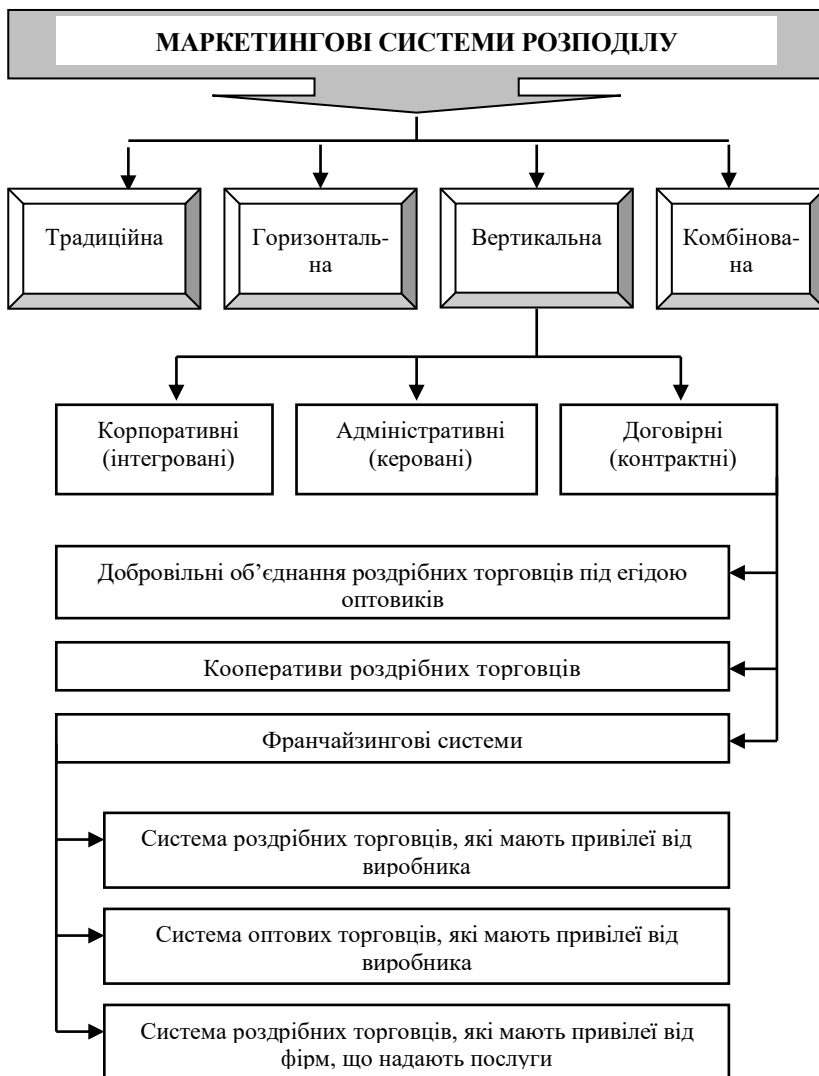 МАРКЕТИНГОВІ СИСТЕМИ РОЗПОДІЛУ
Традиційна
Горизонталь-
на
Вертикальна
Комбінова-
на
Корпоративні
(інтегровані)
Адміністративні
(керовані)
Договірні
(контрактні)
Добровільні об’єднання роздрібних торговців під егідою
оптовиків
Кооперативи роздрібних торговців
Франчайзингові системи
Система роздрібних торговців, які мають привілеї від
виробника
Система оптових торговців, які мають привілеї від
виробника
Система роздрібних торговців, які мають привілеї від
фірм, що надають послуги